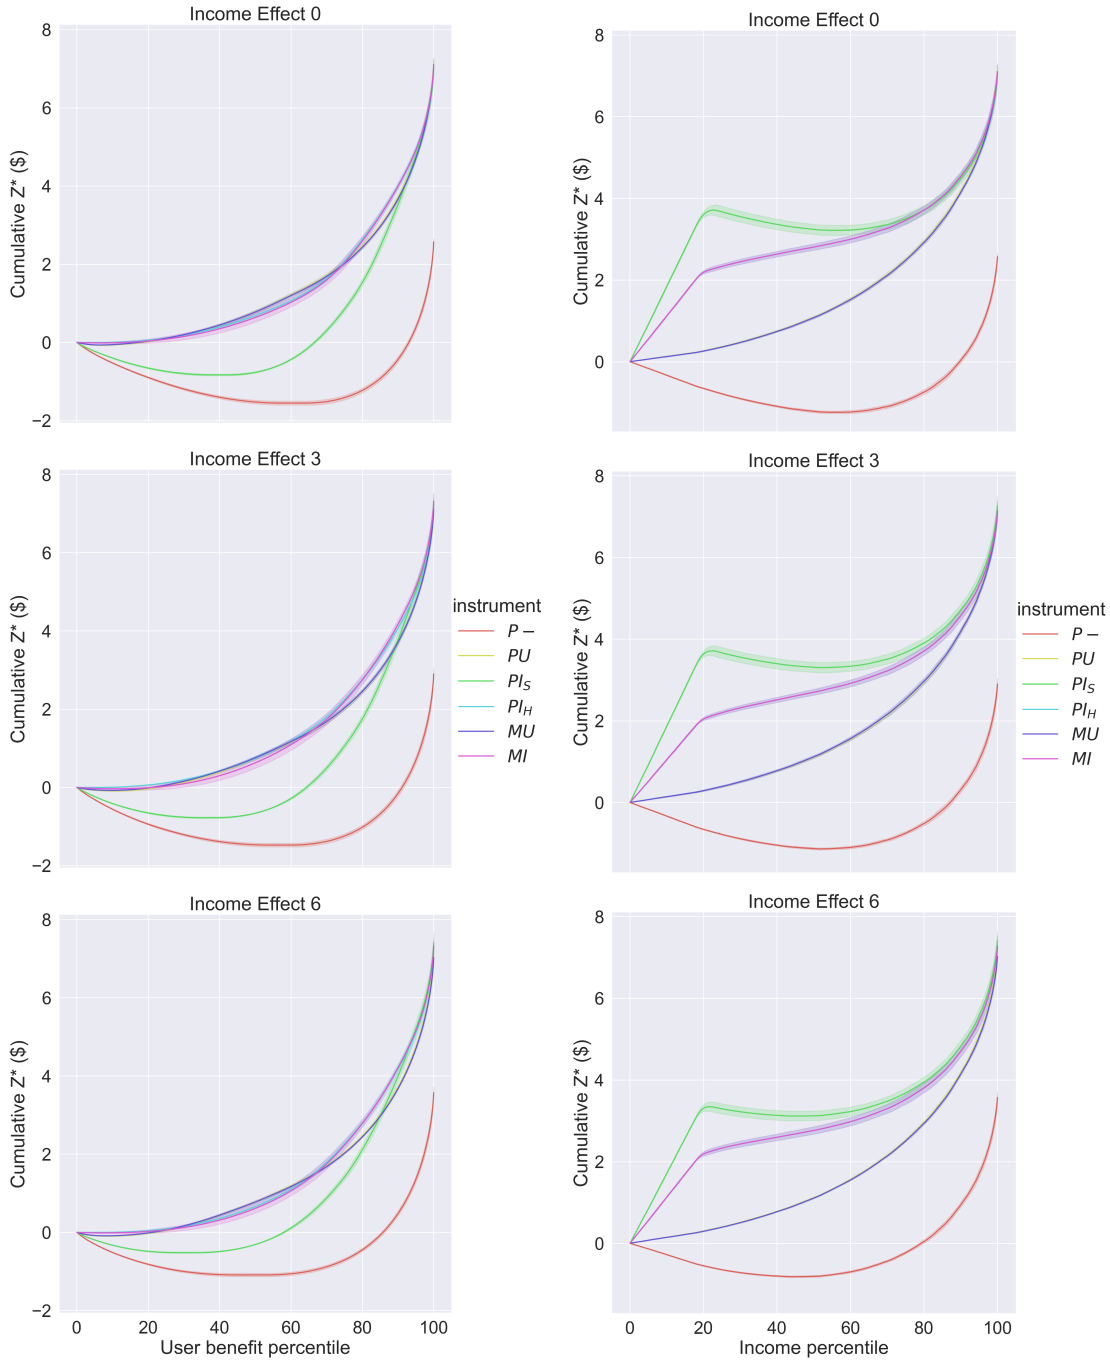 Income Effect 0
8
6
4
2
0
−2
Cumulative Z* ($)
Income Effect 0
8
6
4
2
0
Cumulative Z* ($)
Income Effect 3
8
6
4
2
0
−2
Cumulative Z* ($)
instrument
P −
PU
PI_S
PI_H
MU
MI
Income Effect 3
8
6
4
2
0
Cumulative Z* ($)
instrument
P −
PU
PI_S
PI_H
MU
MI
Income Effect 6
8
6
4
2
0
−2
Cumulative Z* ($)
0 20 40 60 80 100
User benefit percentile
Income Effect 6
8
6
4
2
0
Cumulative Z* ($)
0 20 40 60 80 100
Income percentile